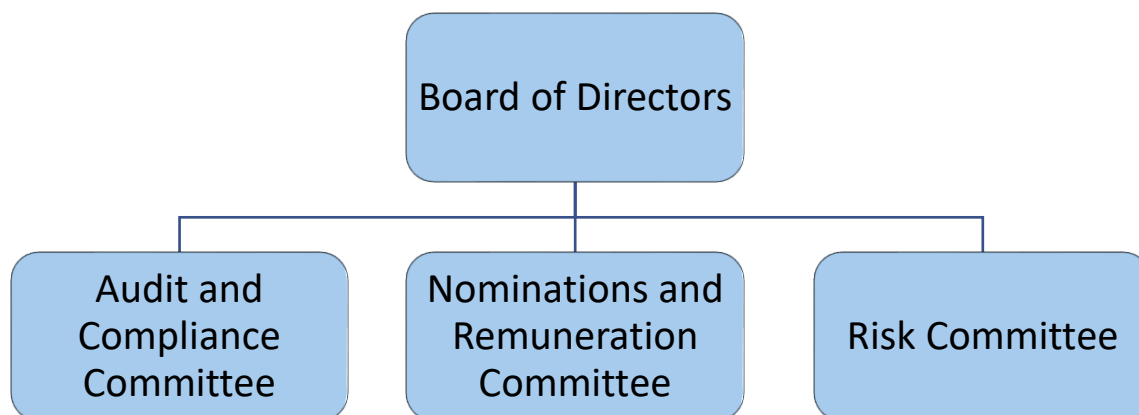 Board of Directors
Audit and
Compliance
Committee
Nominations and
Remuneration
Committee
Risk Committee